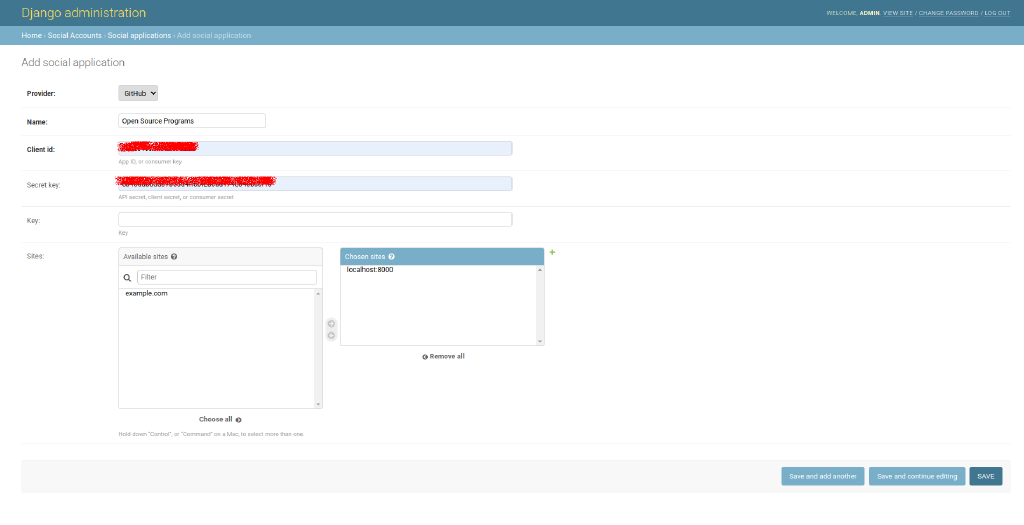 Django administration
WELCOME, ADMIN. VIEW SITE / CHANGE PASSWORD / LOG OUT
Home › Social Accounts › Social applications › Add social application
Add social application
Provider: GitHub
Name: Open Source Programs
Client id:
App ID, or consumer key
Secret key:
API secret, client secret, or consumer secret
Key:
Key
Sites:
Available sites
Filter
example.com
Choose all
Chosen sites
localhost:8000
Remove all
Hold down "Control", or "Command" on a Mac, to select more than one.
Save and add another Save and continue editing SAVE